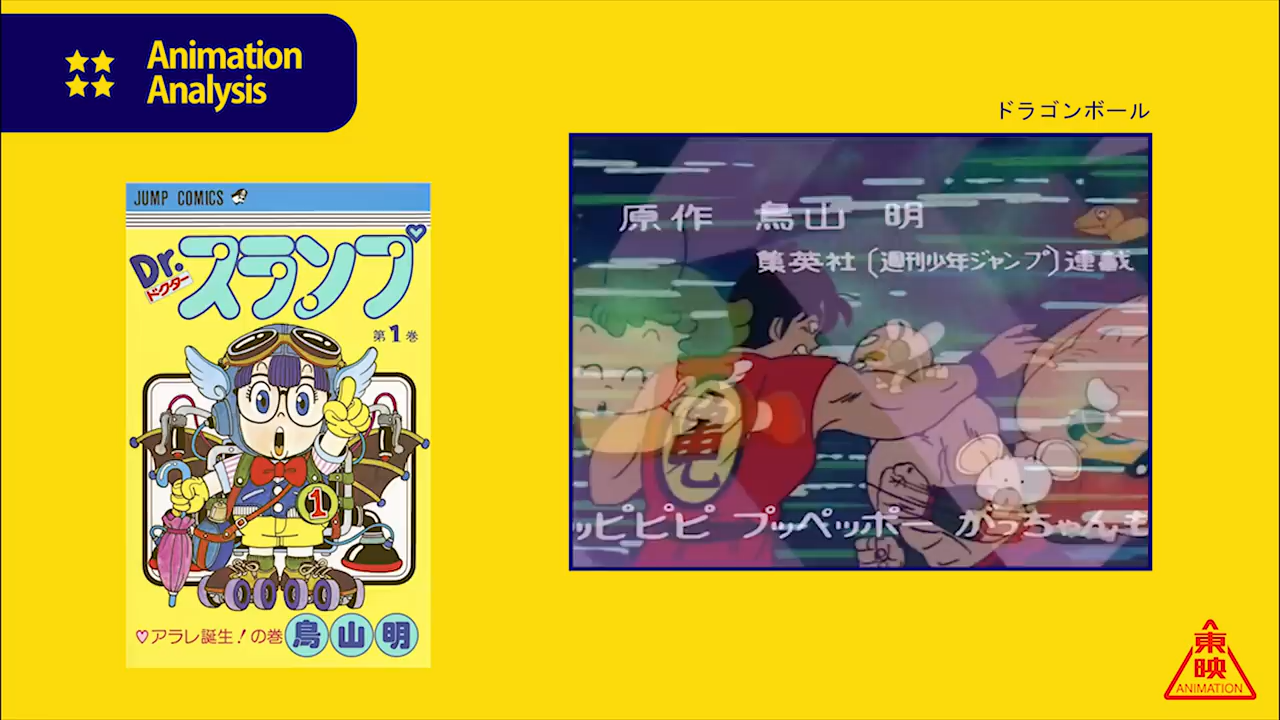 Animation
Analysis
ドラゴンボール
JUMP COMICS
Dr.スランプ
ドクター
第1巻
1
♡アラレ誕生!の巻 鳥山明
原作 鳥山 明
集英社(週刊少年ジャンプ)連載
亀
ッピピピ プッペッポー かっちゃんも
東映
ANIMATION